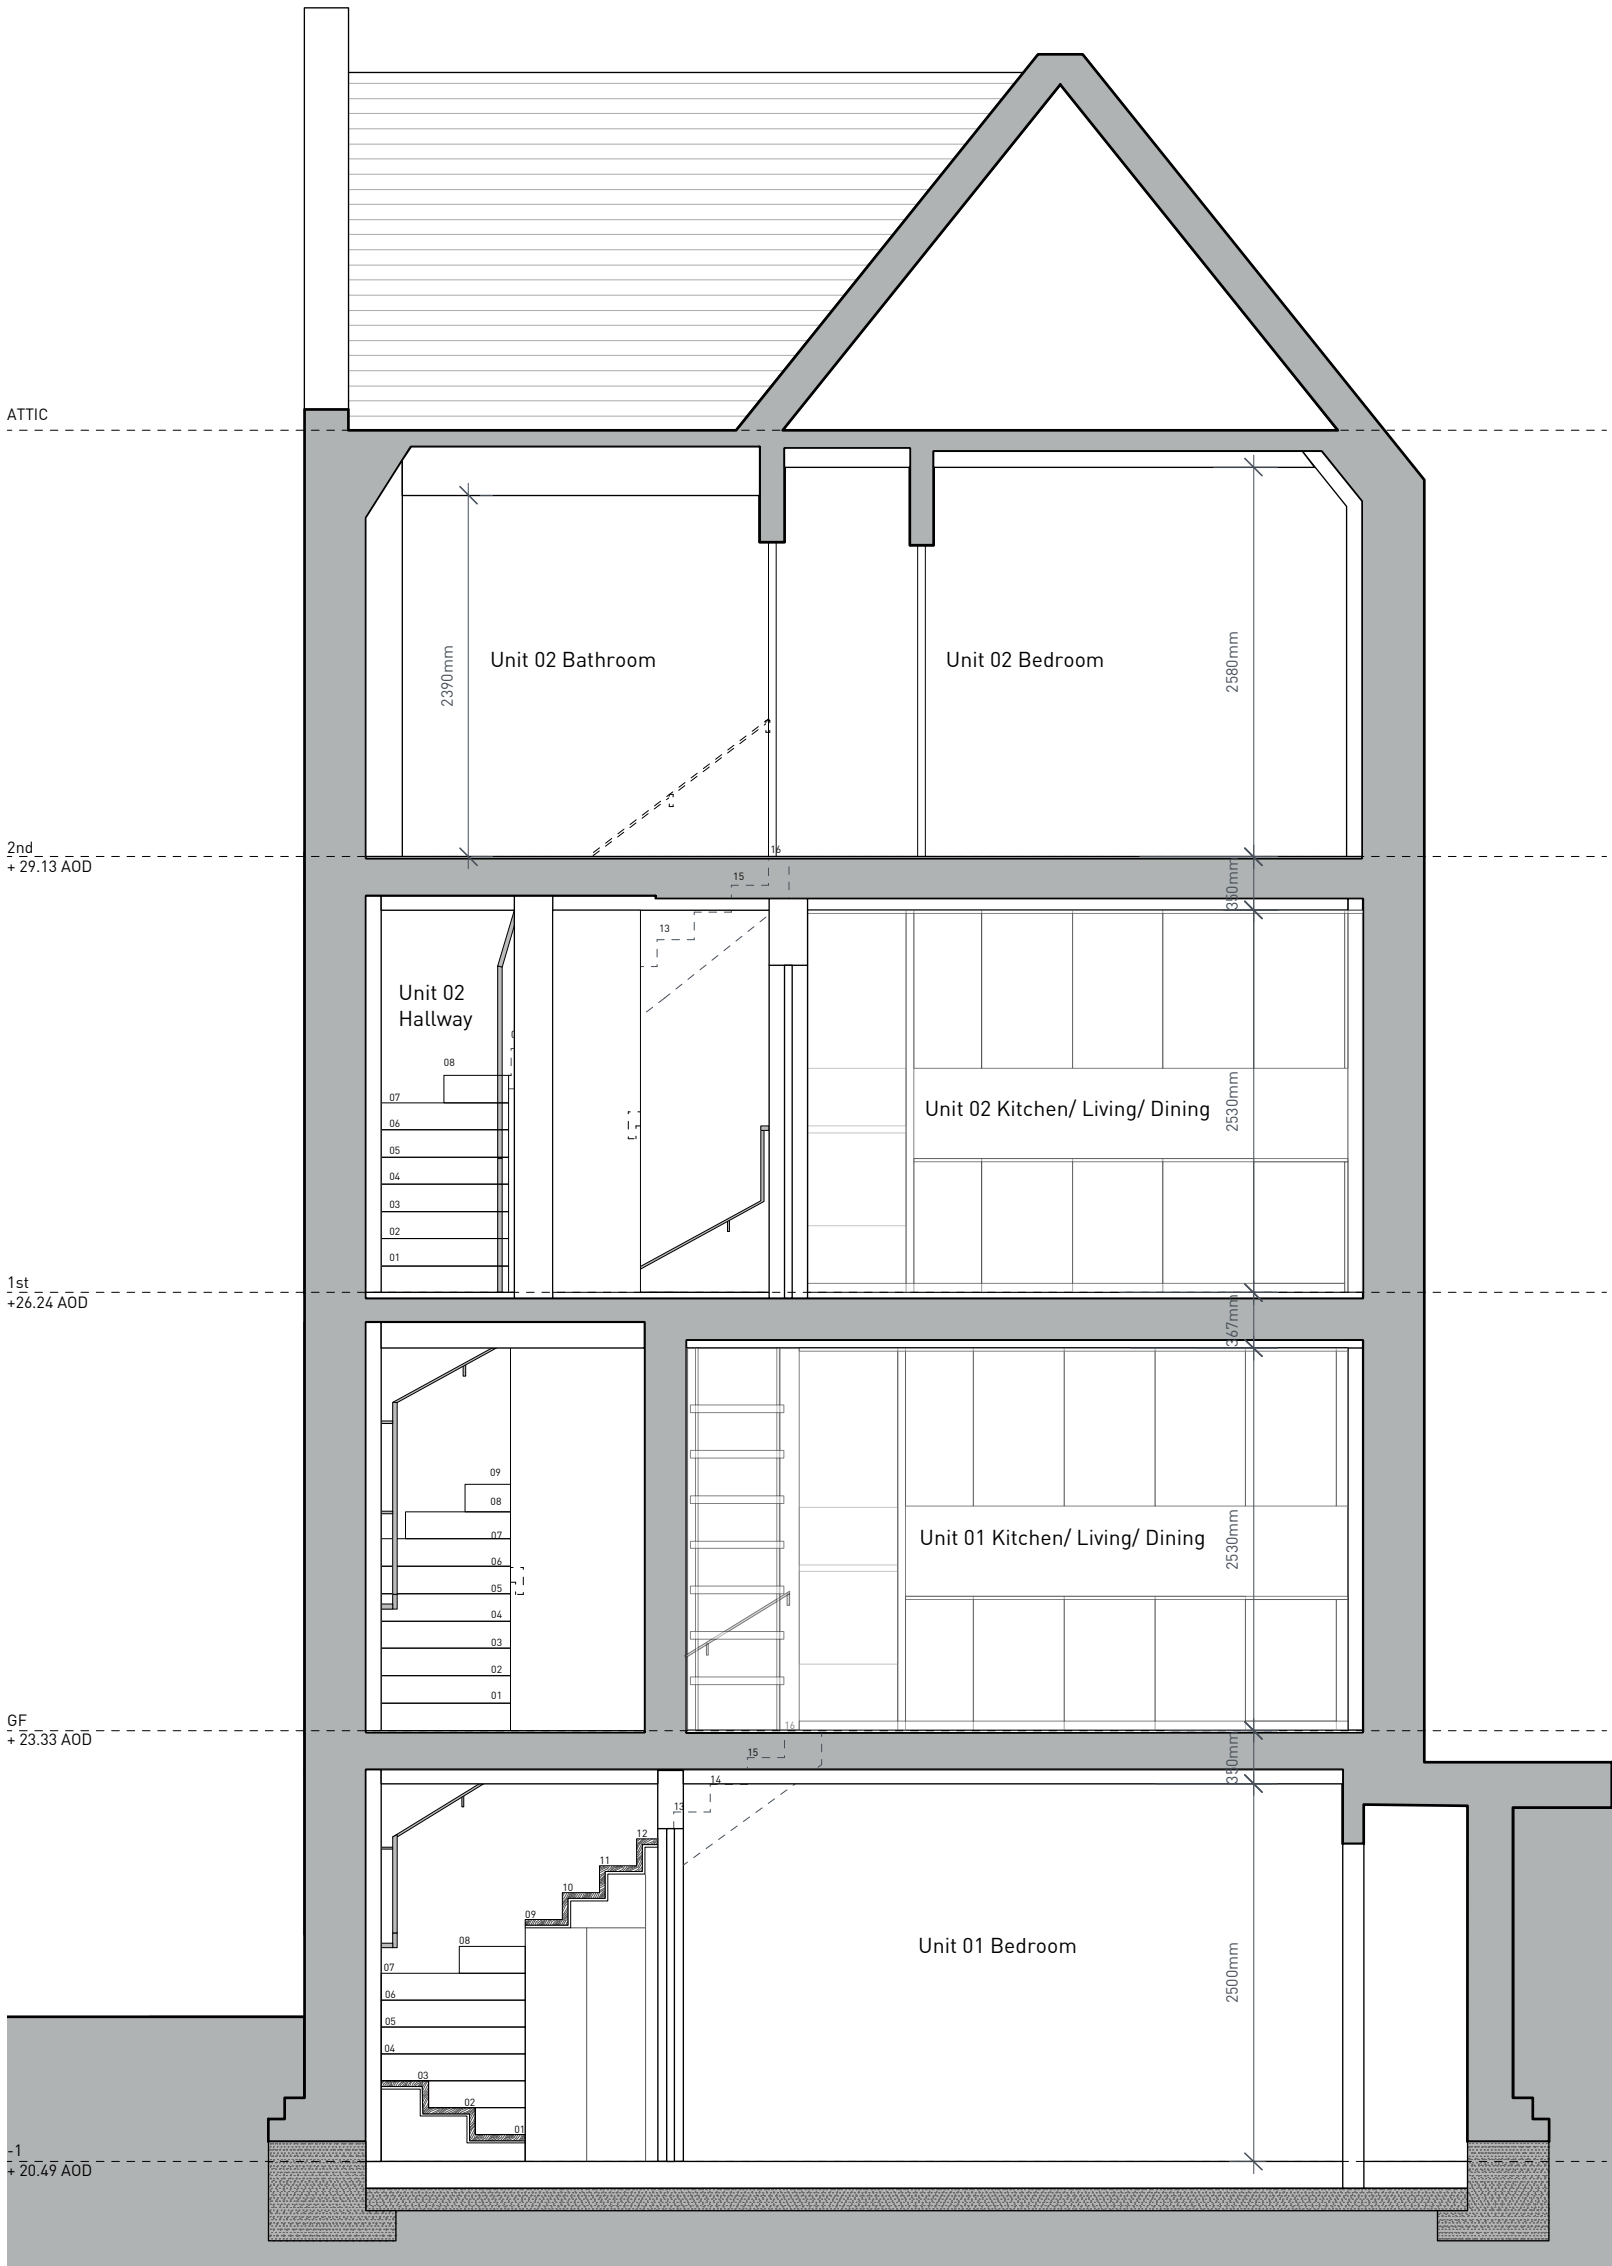 ATTIC
2390mm
Unit 02 Bathroom
Unit 02 Bedroom
2580mm
2nd
+ 29.13 AOD
16
15
350mm
13
Unit 02
Hallway
08
07
06
05
04
03
02
01
Unit 02 Kitchen/ Living/ Dining
2530mm
1st
+26.24 AOD
367mm
09
08
07
06
05
04
03
02
01
Unit 01 Kitchen/ Living/ Dining
2530mm
GF
+ 23.33 AOD
16
15
14
13
350mm
12
11
10
09
08
07
06
05
04
03
02
01
Unit 01 Bedroom
2500mm
-1
+ 20.49 AOD